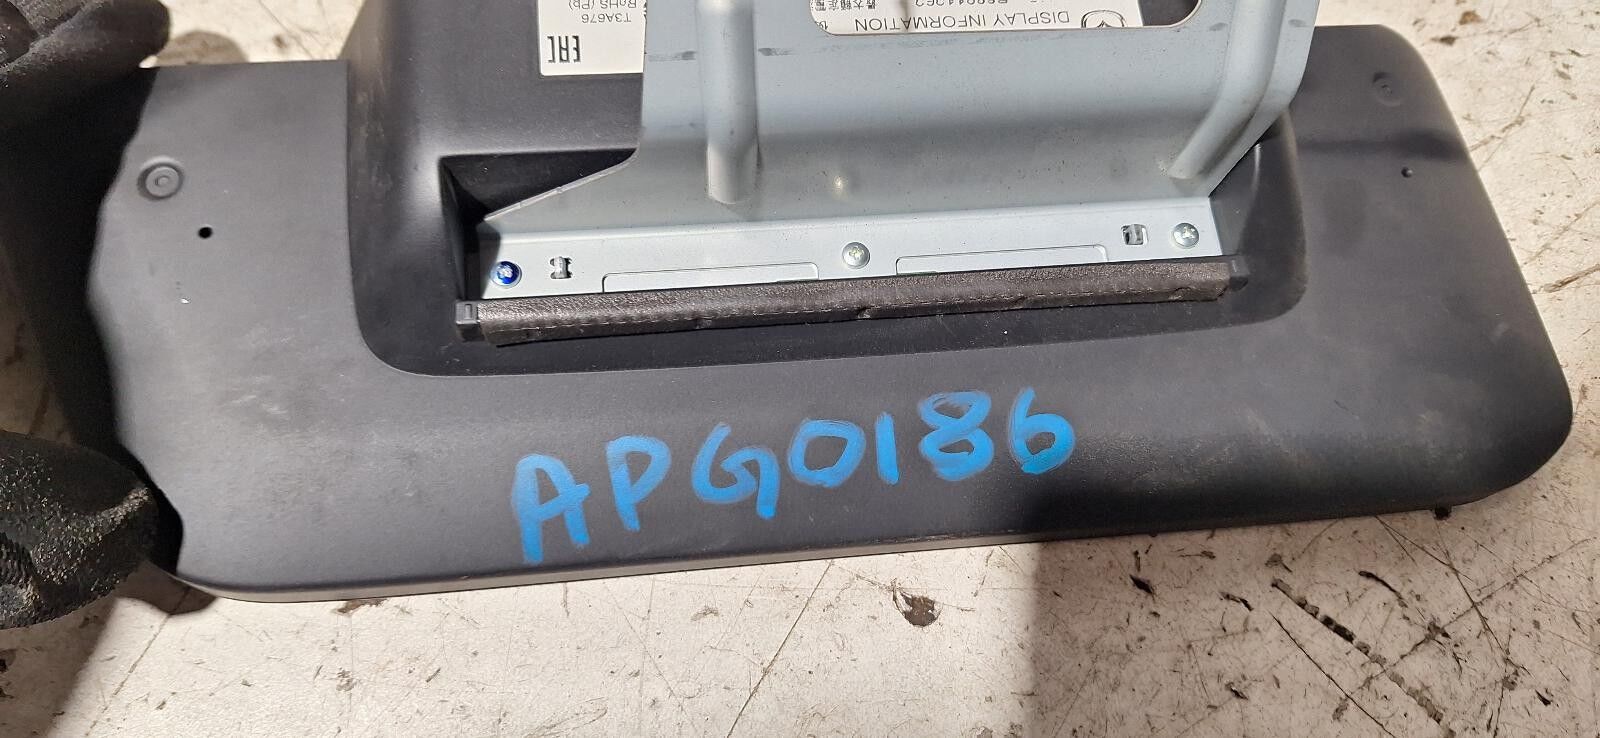 DISPLAY INFORMATION
T3A676
RoHS (Pb)
EAC
APG0186